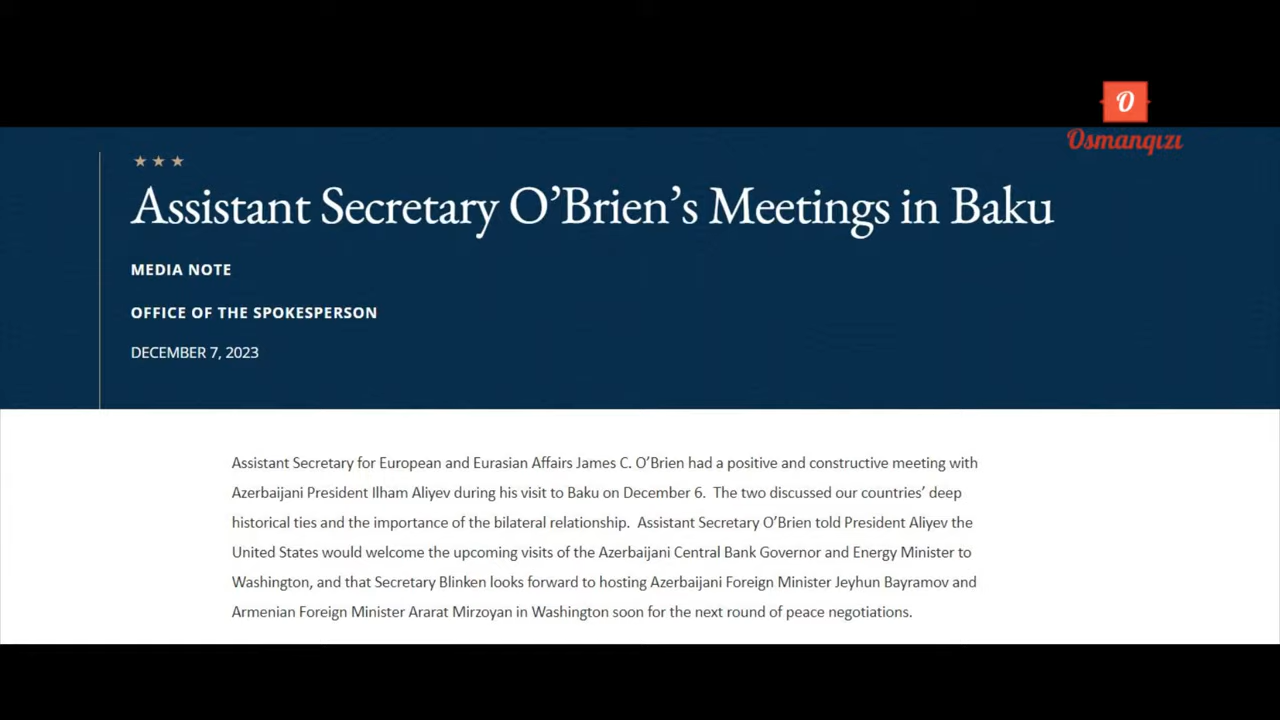 O
Osmanqızı
★ ★ ★
Assistant Secretary O’Brien’s Meetings in Baku
MEDIA NOTE
OFFICE OF THE SPOKESPERSON
DECEMBER 7, 2023
Assistant Secretary for European and Eurasian Affairs James C. O’Brien had a positive and constructive meeting with
Azerbaijani President Ilham Aliyev during his visit to Baku on December 6.  The two discussed our countries’ deep
historical ties and the importance of the bilateral relationship.  Assistant Secretary O’Brien told President Aliyev the
United States would welcome the upcoming visits of the Azerbaijani Central Bank Governor and Energy Minister to
Washington, and that Secretary Blinken looks forward to hosting Azerbaijani Foreign Minister Jeyhun Bayramov and
Armenian Foreign Minister Ararat Mirzoyan in Washington soon for the next round of peace negotiations.